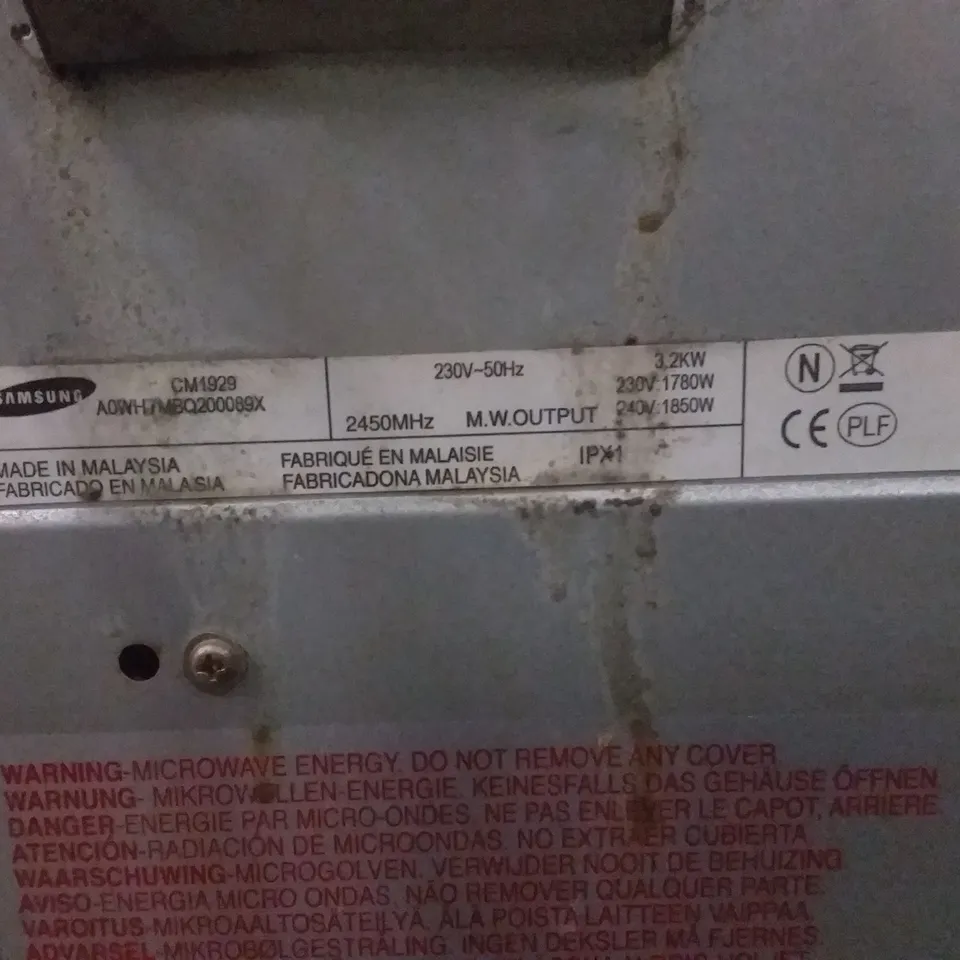 SAMSUNG
CM1929
A0WH7MBQ200089X
230V~50Hz
3.2KW
230V:1780W
2450MHz M.W.OUTPUT 240V:1850W
N
CE PLF
MADE IN MALAYSIA
FABRICADO EN MALASIA
FABRIQUÉ EN MALAISIE
FABRICADONA MALAYSIA
IPX1
WARNING-MICROWAVE ENERGY. DO NOT REMOVE ANY COVER.
WARNUNG- MIKROWELLEN-ENERGIE. KEINESFALLS DAS GEHÄUSE ÖFFNEN.
DANGER-ENERGIE PAR MICRO-ONDES. NE PAS ENLEVER LE CAPOT, ARRIERE
ATENCIÓN-RADIACIÓN DE MICROONDAS. NO EXTRAER CUBIERTA.
WAARSCHUWING-MICROGOLVEN. VERWIJDER NOOIT DE BEHUIZING
AVISO-ENERGIA MICRO ONDAS. NÃO REMOVER QUALQUER PARTE.
VAROITUS-MIKROAALTOSÄTEILYÄ. ÄLÄ POISTA LAITTEEN VAIPPAA.
ADVARSEL-MIKROBØLGESTRÅLING. INGEN DEKSLER MÅ FJERNES.